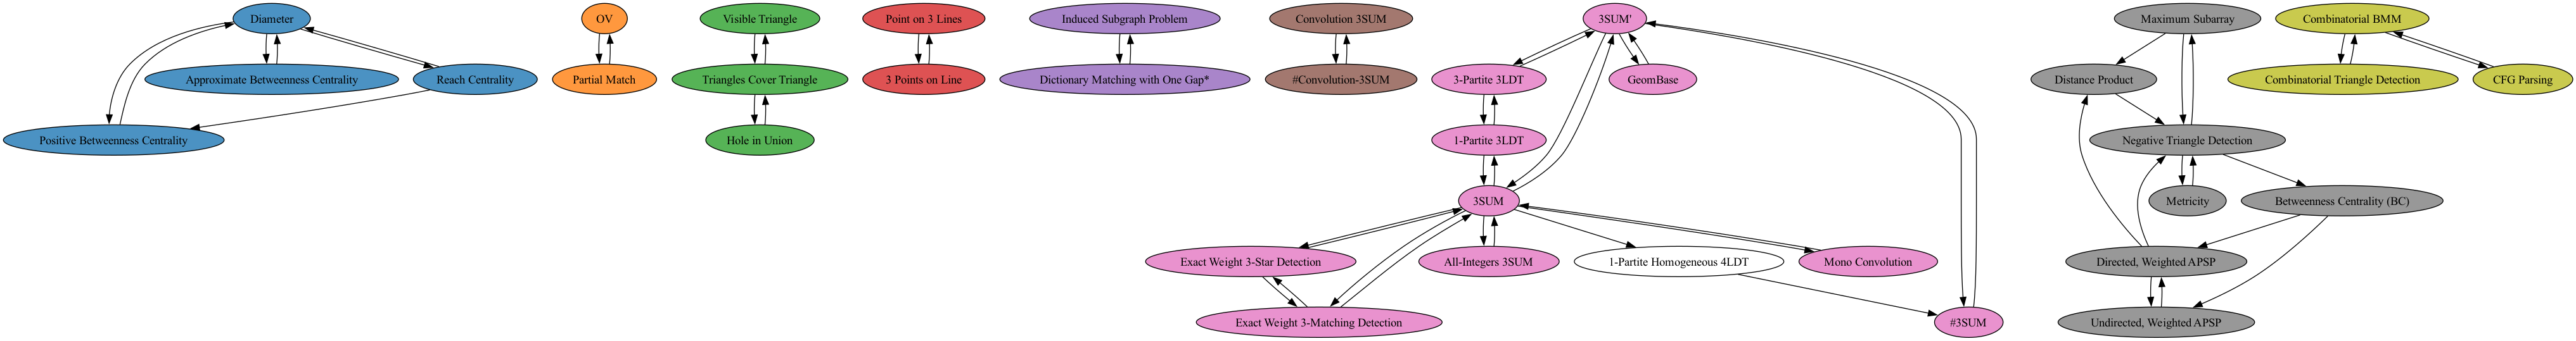 Diameter
OV
Visible Triangle
Point on 3 Lines
Induced Subgraph Problem
Convolution 3SUM
3SUM'
Maximum Subarray
Combinatorial BMM
Approximate Betweenness Centrality
Reach Centrality
Partial Match
Triangles Cover Triangle
3 Points on Line
Dictionary Matching with One Gap*
#Convolution-3SUM
3-Partite 3LDT
GeomBase
Distance Product
Combinatorial Triangle Detection
CFG Parsing
Positive Betweenness Centrality
Hole in Union
1-Partite 3LDT
Negative Triangle Detection
3SUM
Metricity
Betweenness Centrality (BC)
Exact Weight 3-Star Detection
All-Integers 3SUM
1-Partite Homogeneous 4LDT
Mono Convolution
Directed, Weighted APSP
Exact Weight 3-Matching Detection
#3SUM
Undirected, Weighted APSP